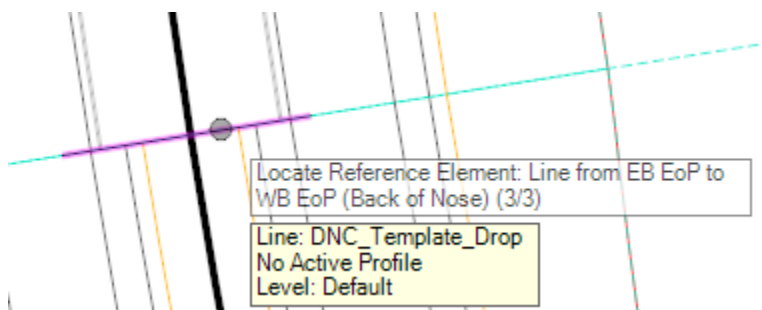 Locate Reference Element: Line from EB EoP to
WB EoP (Back of Nose) (3/3)
Line: DNC_Template_Drop
No Active Profile
Level: Default